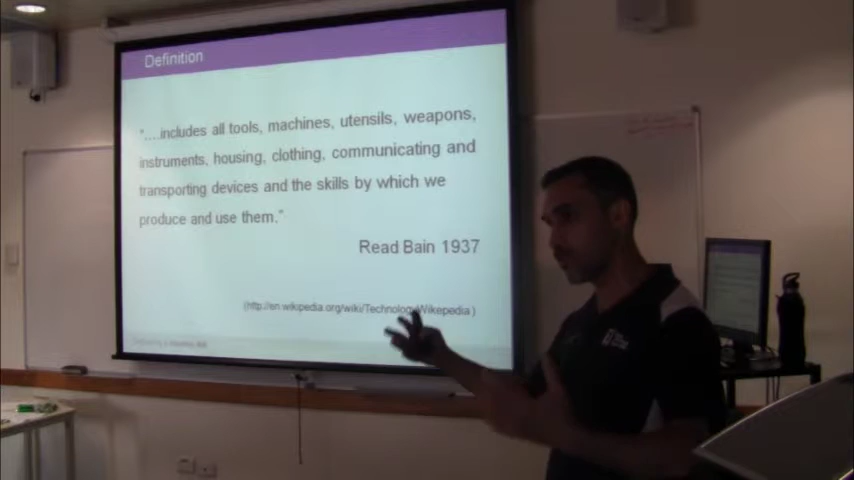 Definition
"....includes all tools, machines, utensils, weapons,
instruments, housing, clothing, communicating and
transporting devices and the skills by which we
produce and use them."
Read Bain 1937
(http://en.wikipedia.org/wiki/Technology/Wikepedia )